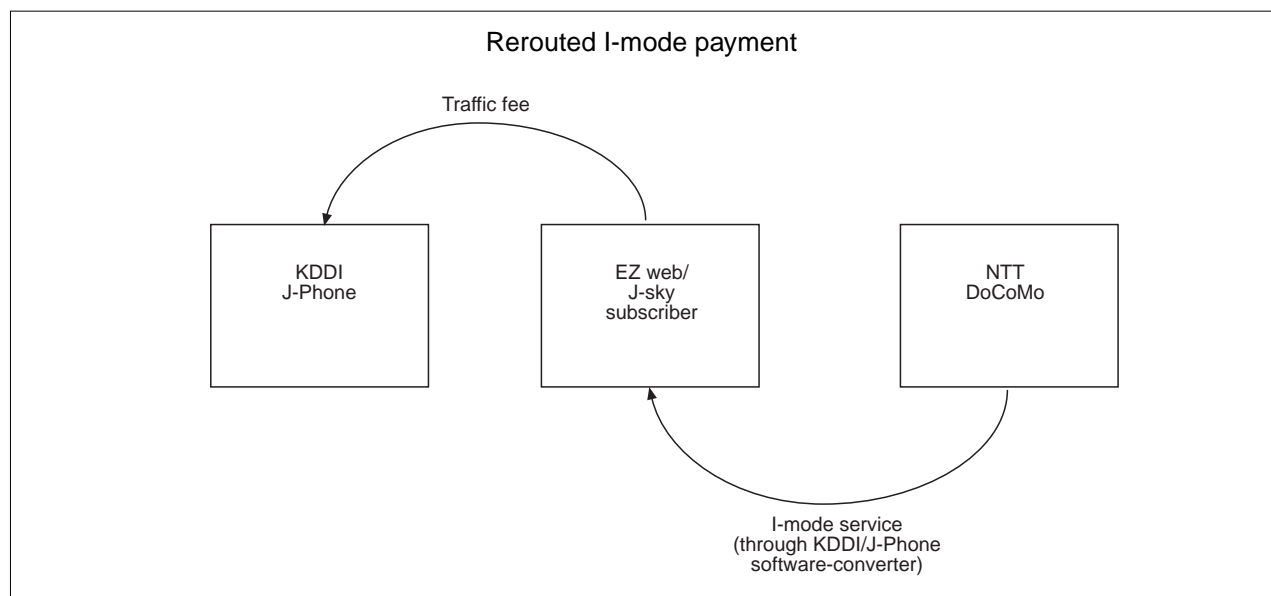 Rerouted I-mode payment
Traffic fee
KDDI
J-Phone
EZ web/
J-sky
subscriber
NTT
DoCoMo
I-mode service
(through KDDI/J-Phone
software-converter)